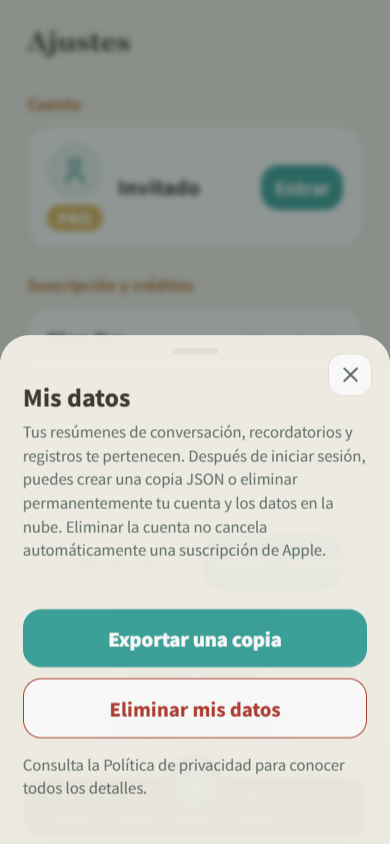 Ajustes
Cuenta
Invitado
Entrar
PRO
Suscripción y créditos
Mis datos
Tus resúmenes de conversación, recordatorios y
registros te pertenecen. Después de iniciar sesión,
puedes crear una copia JSON o eliminar
permanentemente tu cuenta y los datos en la
nube. Eliminar la cuenta no cancela
automáticamente una suscripción de Apple.
Exportar una copia
Eliminar mis datos
Consulta la Política de privacidad para conocer
todos los detalles.